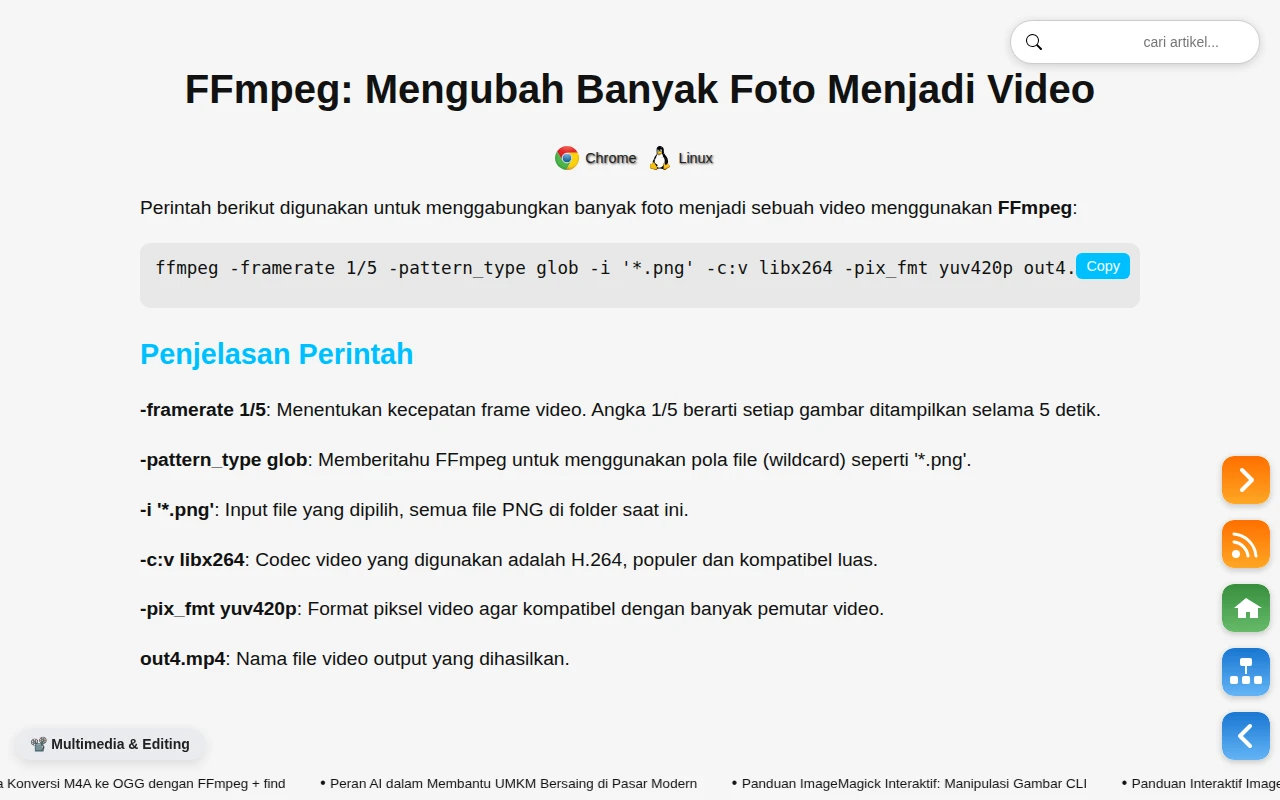 cari artikel...
FFmpeg: Mengubah Banyak Foto Menjadi Video
Chrome Linux
Perintah berikut digunakan untuk menggabungkan banyak foto menjadi sebuah video menggunakan FFmpeg:
ffmpeg -framerate 1/5 -pattern_type glob -i '*.png' -c:v libx264 -pix_fmt yuv420p out4.
Copy
Penjelasan Perintah
-framerate 1/5: Menentukan kecepatan frame video. Angka 1/5 berarti setiap gambar ditampilkan selama 5 detik.
-pattern_type glob: Memberitahu FFmpeg untuk menggunakan pola file (wildcard) seperti '*.png'.
-i '*.png': Input file yang dipilih, semua file PNG di folder saat ini.
-c:v libx264: Codec video yang digunakan adalah H.264, populer dan kompatibel luas.
-pix_fmt yuv420p: Format piksel video agar kompatibel dengan banyak pemutar video.
out4.mp4: Nama file video output yang dihasilkan.
Multimedia & Editing
a Konversi M4A ke OGG dengan FFmpeg + find • Peran AI dalam Membantu UMKM Bersaing di Pasar Modern • Panduan ImageMagick Interaktif: Manipulasi Gambar CLI • Panduan Interaktif Image